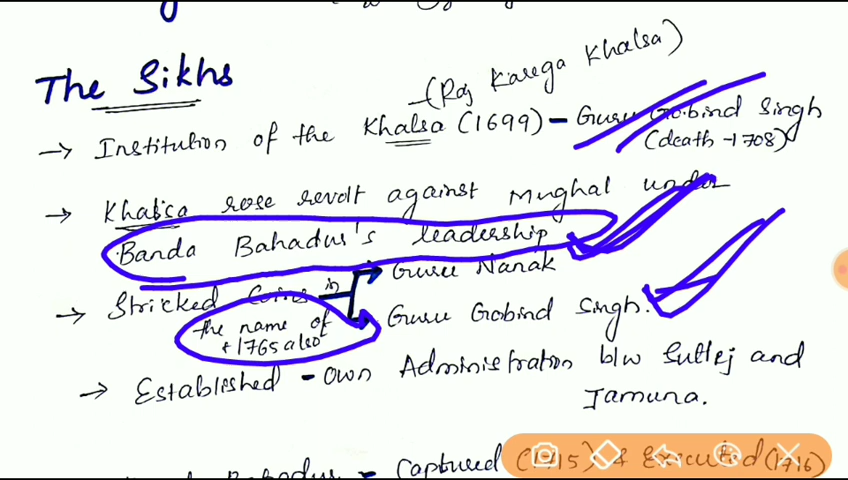 The Sikhs
(Raj Karega Khalsa)
→ Institution of the Khalsa (1699) - Guru Gobind Singh
(death - 1708)
→ Khalsa rose revolt against Mughal under
Banda Bahadur's leadership
→ Stricked Coins in
Guru Nanak
the name of
Guru Gobind Singh.
+ 1765 also
→ Established - Own Administration b/w Sutlej and
Jamuna.
Bahadur - Captured (1715) & Executed (1716)